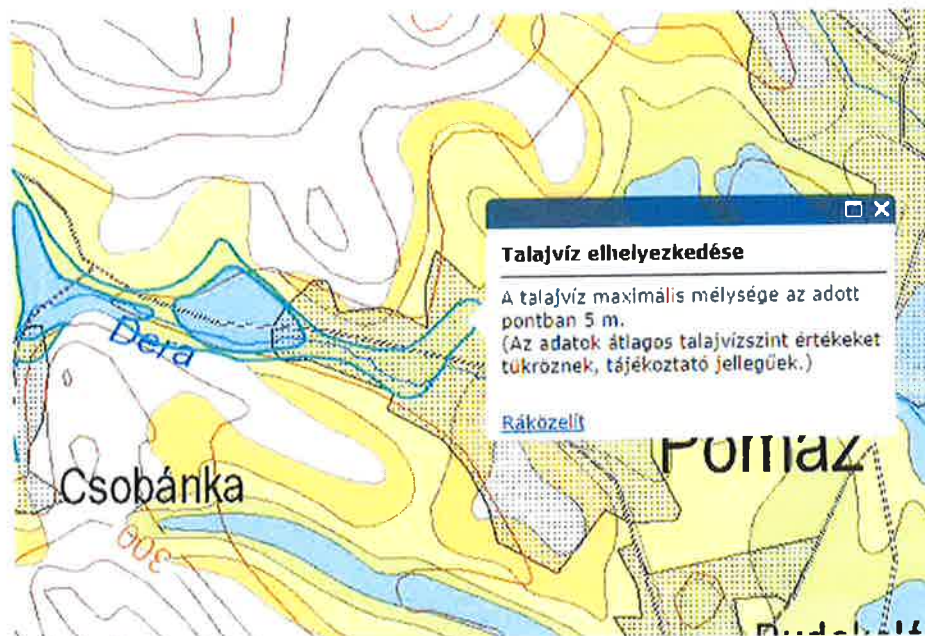 Talajvíz elhelyezkedése
A talajvíz maximális mélysége az adott
pontban 5 m.
(Az adatok átlagos talajvízszint értékeket
tükröznek, tájékoztató jellegűek.)
Ráközelít
Dera
Pomáz
Csobánka
300